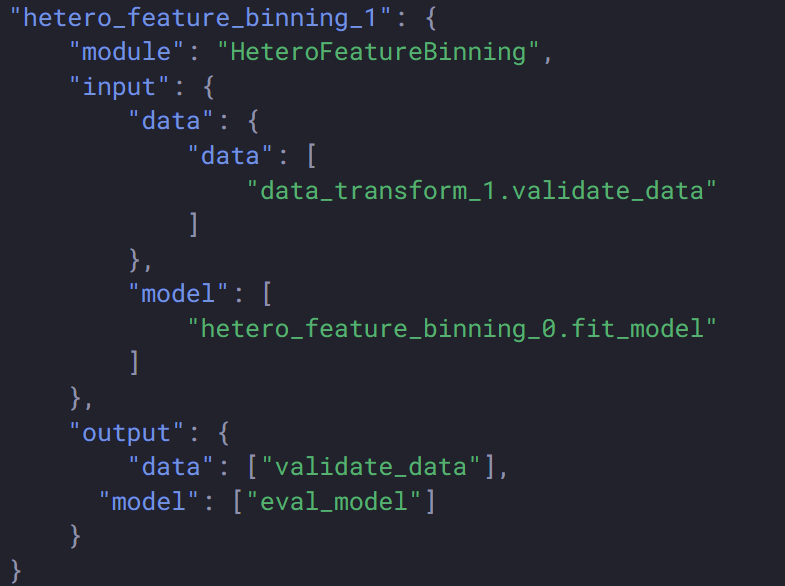 "hetero_feature_binning_1": {
    "module": "HeteroFeatureBinning",
    "input": {
        "data": {
            "data": [
                "data_transform_1.validate_data"
            ]
        },
        "model": [
            "hetero_feature_binning_0.fit_model"
        ]
    },
    "output": {
        "data": ["validate_data"],
      "model": ["eval_model"]
    }
}